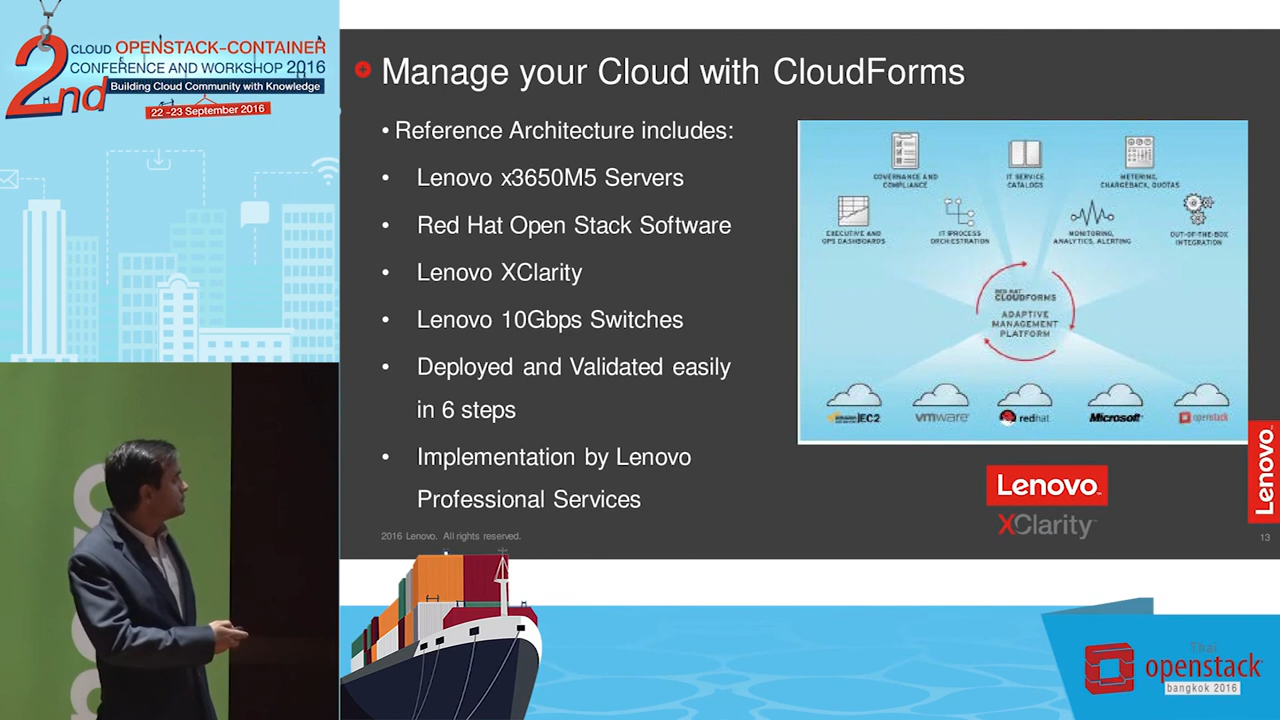 2nd
CLOUD OPENSTACK-CONTAINER
CONFERENCE AND WORKSHOP 2016
Building Cloud Community with Knowledge
22 -23 September 2016
Manage your Cloud with CloudForms
• Reference Architecture includes:
• Lenovo x3650M5 Servers
• Red Hat Open Stack Software
• Lenovo XClarity
• Lenovo 10Gbps Switches
• Deployed and Validated easily
in 6 steps
• Implementation by Lenovo
Professional Services
2016 Lenovo. All rights reserved.
GOVERNANCE AND
COMPLIANCE
IT SERVICE
CATALOGS
METERING,
CHARGEBACK, QUOTAS
EXECUTIVE AND
OPS DASHBOARDS
IT PROCESS
ORCHESTRATION
MONITORING,
ANALYTICS, ALERTING
OUT-OF-THE-BOX
INTEGRATION
RED HAT
CLOUDFORMS
ADAPTIVE
MANAGEMENT
PLATFORM
EC2
vmware
redhat
Microsoft
openstack
Lenovo
XClarity
Lenovo
13
Thai
openstack
bangkok 2016